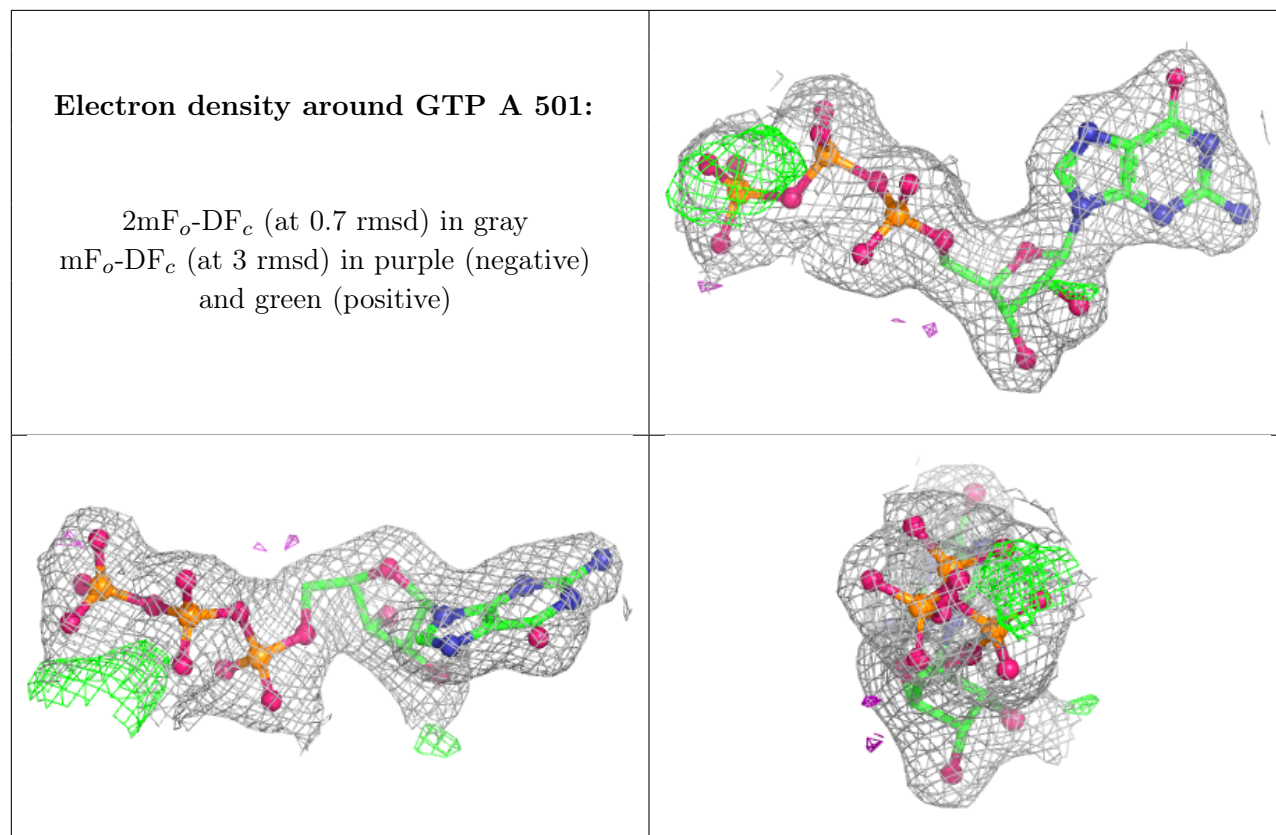 Electron density around GTP A 501:
2mFo-DFc (at 0.7 rmsd) in gray
mFo-DFc (at 3 rmsd) in purple (negative)
and green (positive)